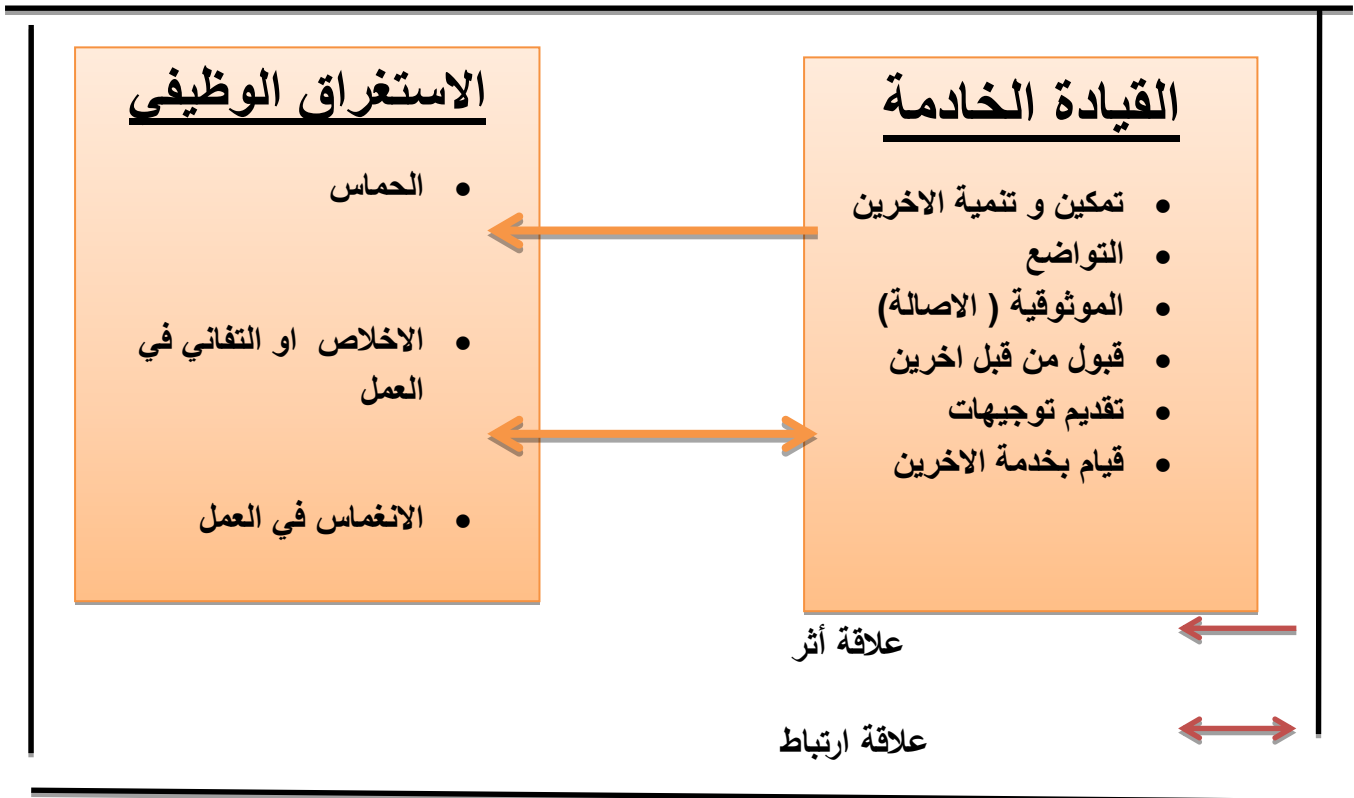 القيادة الخادمة
• تمكين و تنمية الاخرين
• التواضع
• الموثوقية ( الاصالة)
• قبول من قبل اخرين
• تقديم توجيهات
• قيام بخدمة الاخرين
الاستغراق الوظيفي
• الحماس
• الاخلاص او التفاني في
العمل
• الانغماس في العمل
علاقة أثر
علاقة ارتباط